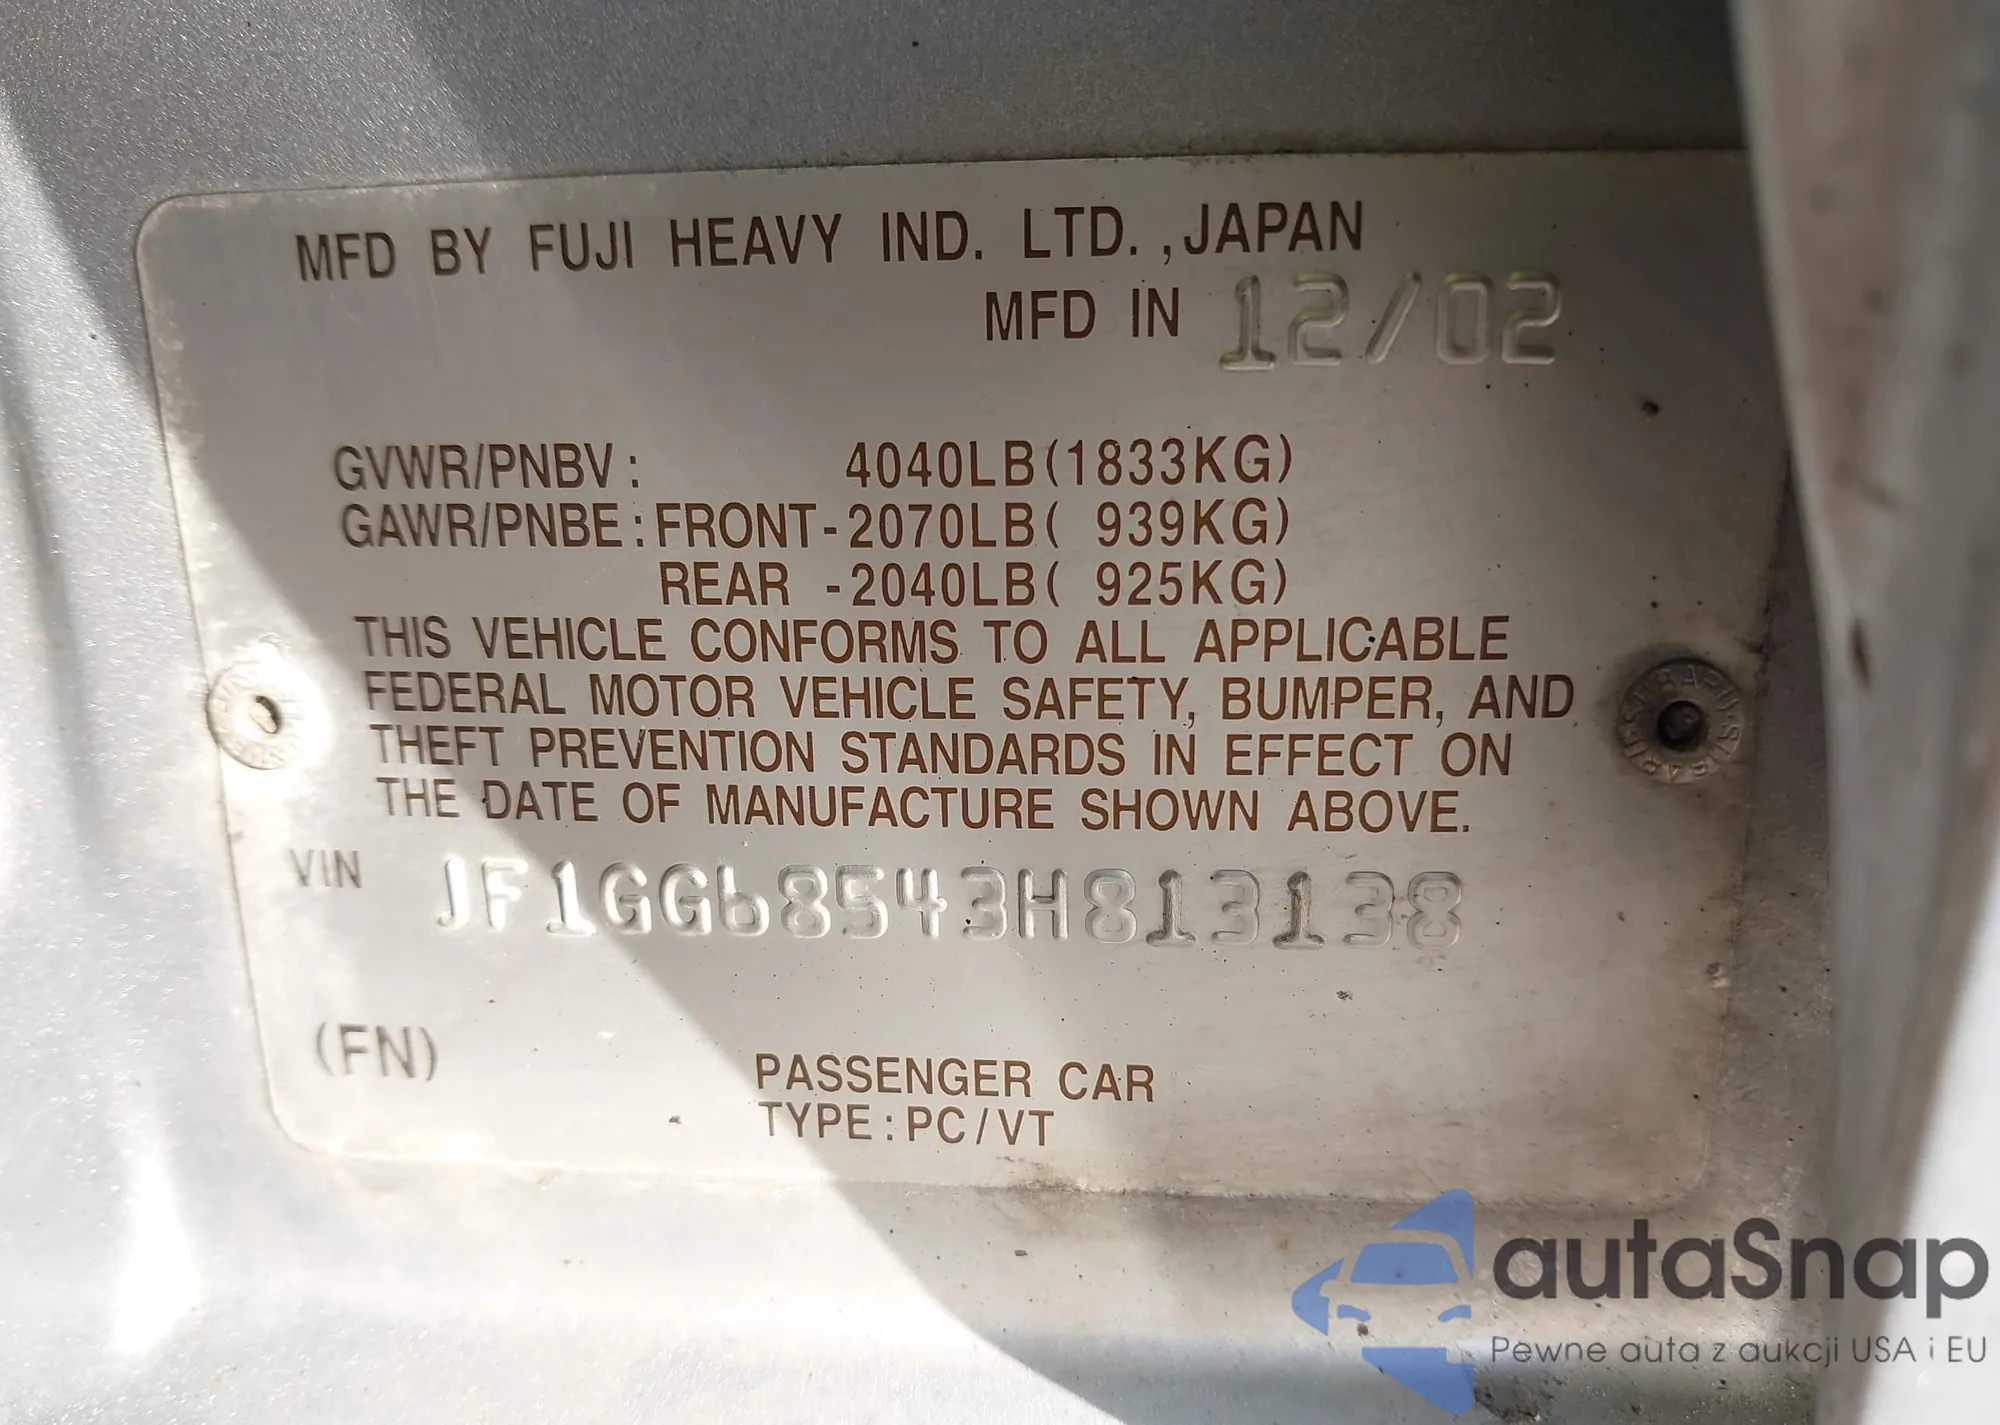 MFD BY FUJI HEAVY IND. LTD.,JAPAN
MFD IN 12/02
GVWR/PNBV: 4040LB(1833KG)
GAWR/PNBE:FRONT-2070LB( 939KG)
REAR -2040LB( 925KG)
THIS VEHICLE CONFORMS TO ALL APPLICABLE
FEDERAL MOTOR VEHICLE SAFETY, BUMPER, AND
THEFT PREVENTION STANDARDS IN EFFECT ON
THE DATE OF MANUFACTURE SHOWN ABOVE.
VIN JF1GG68543H813138
(FN)
PASSENGER CAR
TYPE:PC/VT
autaSnap
Pewne auta z aukcji USA i EU